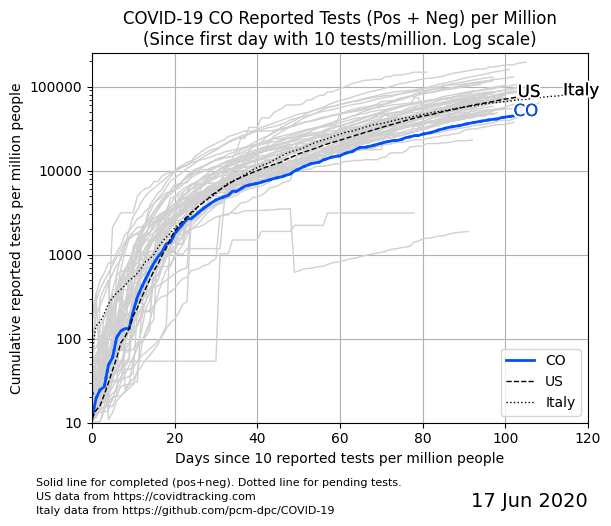 COVID-19 CO Reported Tests (Pos + Neg) per Million
(Since first day with 10 tests/million. Log scale)
Cumulative reported tests per million people
100000
10000
1000
100
10
US
Italy
CO
CO
US
Italy
0
20
40
60
80
100
120
Days since 10 reported tests per million people
Solid line for completed (pos+neg). Dotted line for pending tests.
US data from https://covidtracking.com
Italy data from https://github.com/pcm-dpc/COVID-19
17 Jun 2020